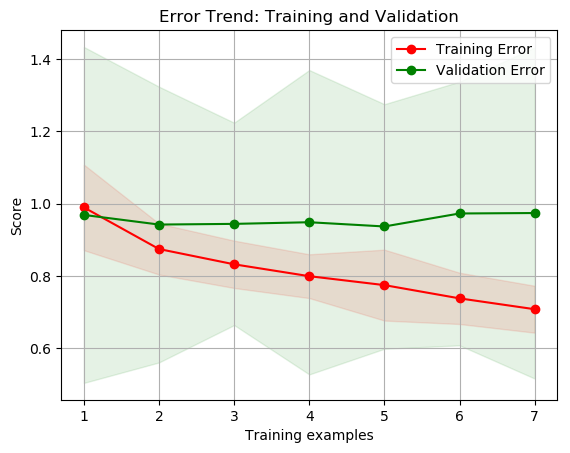 Error Trend: Training and Validation
Training Error
Validation Error
Score
1.4
1.2
1.0
0.8
0.6
1 2 3 4 5 6 7
Training examples